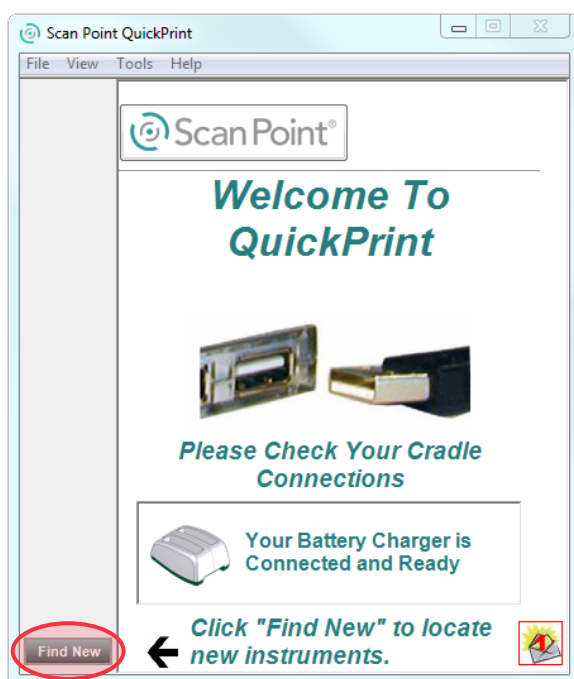 Scan Point QuickPrint
File View Tools Help
Scan Point®
Welcome To
QuickPrint
Please Check Your Cradle
Connections
Your Battery Charger is
Connected and Ready
Click "Find New" to locate
new instruments.
Find New